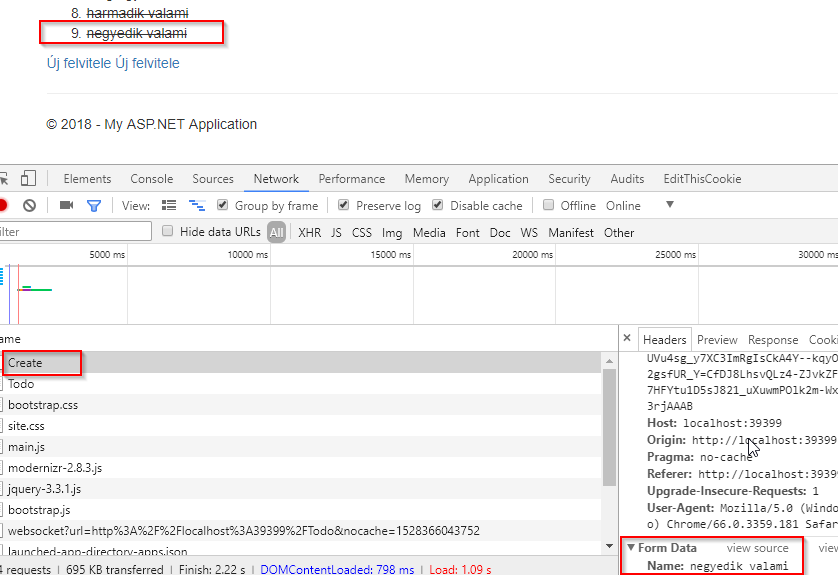 8. harmadik valami
9. negyedik valami
Új felvitele Új felvitele
© 2018 - My ASP.NET Application
Elements Console Sources Network Performance Memory Application Security Audits EditThisCookie
View: Group by frame Preserve log Disable cache Offline Online
ilter Hide data URLs All XHR JS CSS Img Media Font Doc WS Manifest Other
5000 ms 10000 ms 15000 ms 20000 ms 25000 ms 30000 ms
ame
Create
Todo
bootstrap.css
site.css
main.js
modernizr-2.8.3.js
jquery-3.3.1.js
bootstrap.js
websocket?url=http%3A%2F%2Flocalhost%3A39399%2FTodo&nocache=1528366043752
launched-app-directory-apps.json
4 requests | 695 KB transferred | Finish: 2.22 s | DOMContentLoaded: 798 ms | Load: 1.09 s
× Headers Preview Response Cooki
UVu4sg_y7XC3ImRgIsCkA4Y--kqyO
2gsfUR_Y=CfDJ8LhsvQLz4-ZJvkZF
7HFYtu1D5sJ821_uXuwmPOlk2m-Wx
3rjAAAB
Host: localhost:39399
Origin: http://localhost:39399
Pragma: no-cache
Referer: http://localhost:3939
Upgrade-Insecure-Requests: 1
User-Agent: Mozilla/5.0 (Windo
o) Chrome/66.0.3359.181 Safar
Form Data view source view
Name: negyedik valami